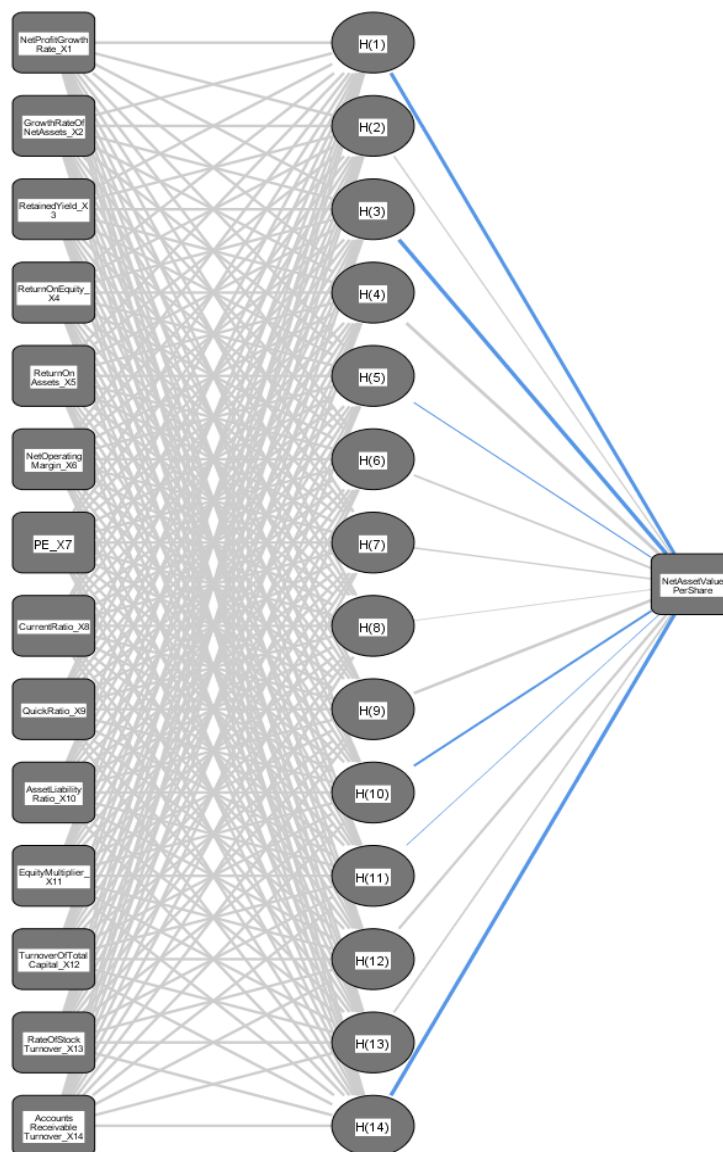 NetProfitGrowth
Rate_X1
GrowthRateOf
NetAssets_X2
RetainedYield_X
3
ReturnOnEquity_
X4
ReturnOn
Assets_X5
NetOperating
Margin_X6
PE_X7
CurrentRatio_X8
QuickRatio_X9
AssetLiability
Ratio_X10
EquityMultiplier_
X11
TurnoverOfTotal
Capital_X12
RateOfStock
Turnover_X13
Accounts
Receivable
Turnover_X14
H(1)
H(2)
H(3)
H(4)
H(5)
H(6)
H(7)
H(8)
H(9)
H(10)
H(11)
H(12)
H(13)
H(14)
NetAssetValue
PerShare